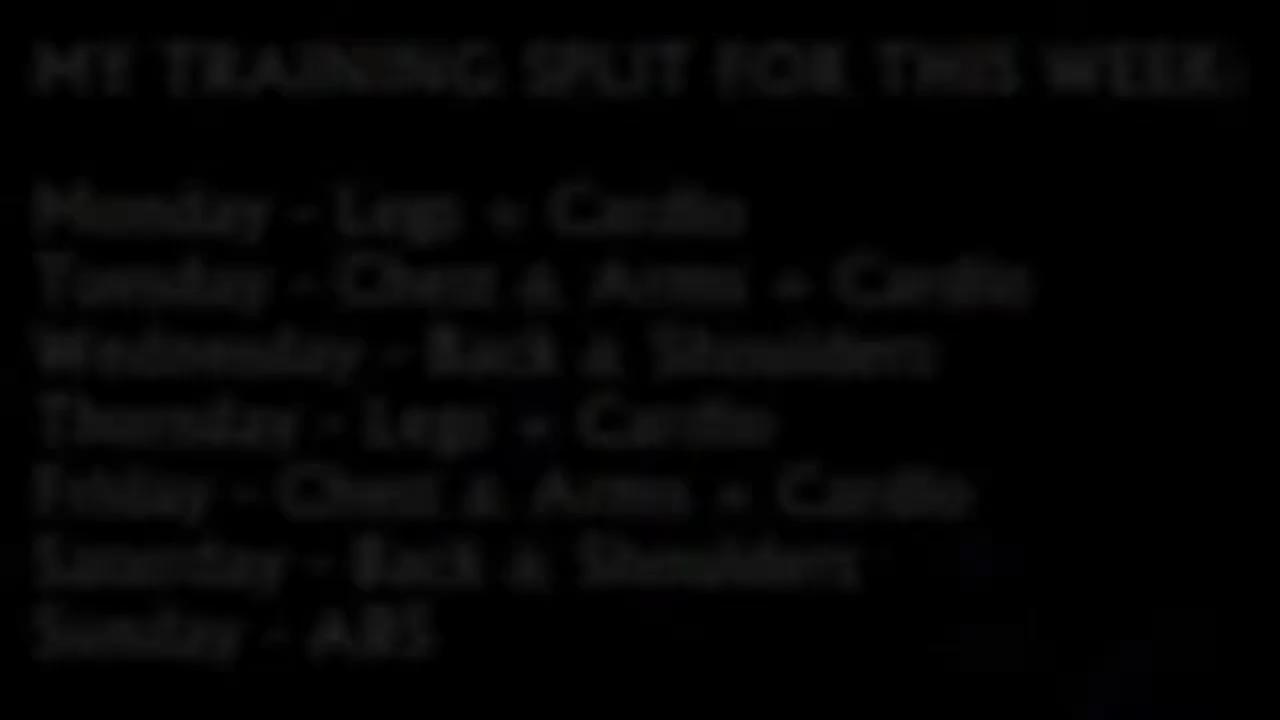 MY TRAINING SPLIT FOR THIS WEEK:
Monday - Legs + Cardio
Tuesday - Chest & Arms + Cardio
Wednesday - Back & Shoulders
Thursday - Legs + Cardio
Friday - Chest & Arms + Cardio
Saturday - Back & Shoulders
Sunday - ABS